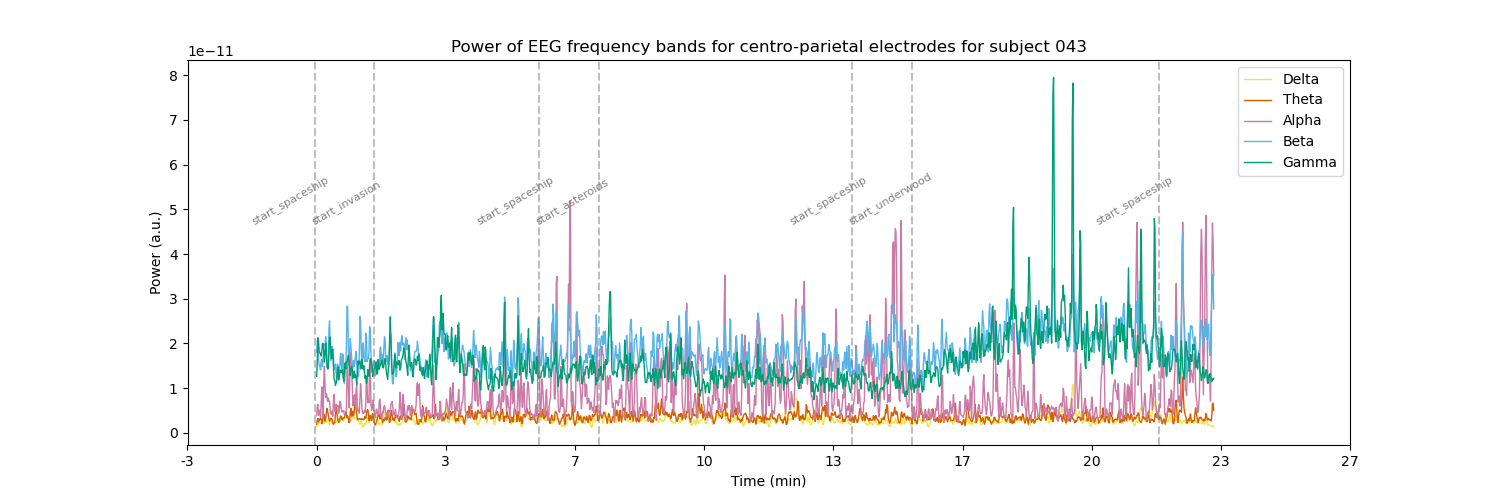 Power of EEG frequency bands for centro-parietal electrodes for subject 043
1e−11
8
7
6
5
4
3
2
1
0
Power (a.u.)
start_spaceship
start_invasion
start_spaceship
start_asteroids
start_spaceship
start_underwood
start_spaceship
Delta
Theta
Alpha
Beta
Gamma
-3 0 3 7 10 13 17 20 23 27
Time (min)